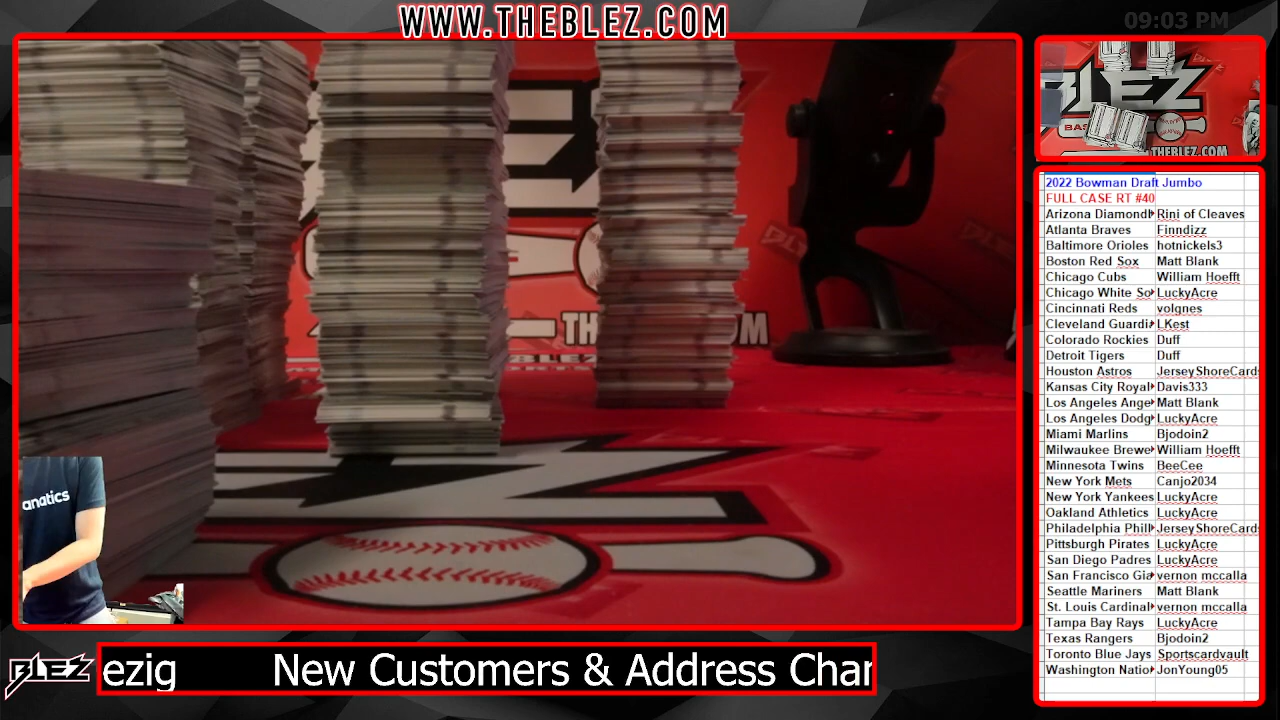 WWW.THEBLEZ.COM
09:03 PM
BLEZ
THEBLEZ.COM
2022 Bowman Draft Jumbo
FULL CASE RT #40
Arizona Diamond Rini of Cleaves
Atlanta Braves Finndizz
Baltimore Orioles hotnickels3
Boston Red Sox Matt Blank
Chicago Cubs William Hoefft
Chicago White So LuckyAcre
Cincinnati Reds volgnes
Cleveland Guardi LKest
Colorado Rockies Duff
Detroit Tigers Duff
Houston Astros JerseyShoreCards
Kansas City Royal Davis333
Los Angeles Ange Matt Blank
Los Angeles Dodg LuckyAcre
Miami Marlins Bjodoin2
Milwaukee Brewe William Hoefft
Minnesota Twins BeeCee
New York Mets Canjo2034
New York Yankees LuckyAcre
Oakland Athletics LuckyAcre
Philadelphia Phill JerseyShoreCards
Pittsburgh Pirates LuckyAcre
San Diego Padres LuckyAcre
San Francisco Gia vernon mccalla
Seattle Mariners Matt Blank
St. Louis Cardinal vernon mccalla
Tampa Bay Rays LuckyAcre
Texas Rangers Bjodoin2
Toronto Blue Jays Sportscardvault
Washington Natio JonYoung05
TH .COM
anatics
BLEZ
ezig New Customers & Address Char